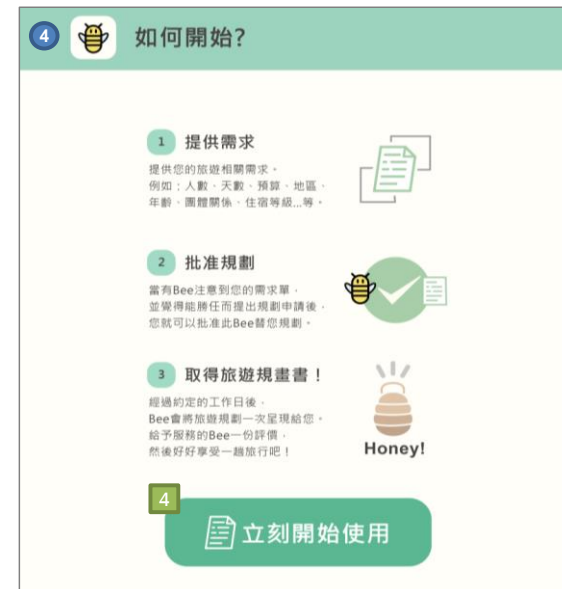 4
如何開始?
1 提供需求
提供您的旅遊相關需求。
例如：人數、天數、預算、地區、
年齡、團體關係、住宿等級...等。
2 批准規劃
當有Bee注意到您的需求單，
並覺得能勝任而提出規劃申請後，
您就可以批准此Bee替您規劃。
3 取得旅遊規畫書！
經過約定的工作日後，
Bee會將旅遊規劃一次呈現給您。
給予服務的Bee一份評價，
然後好好享受一趟旅行吧！
Honey!
4
立刻開始使用